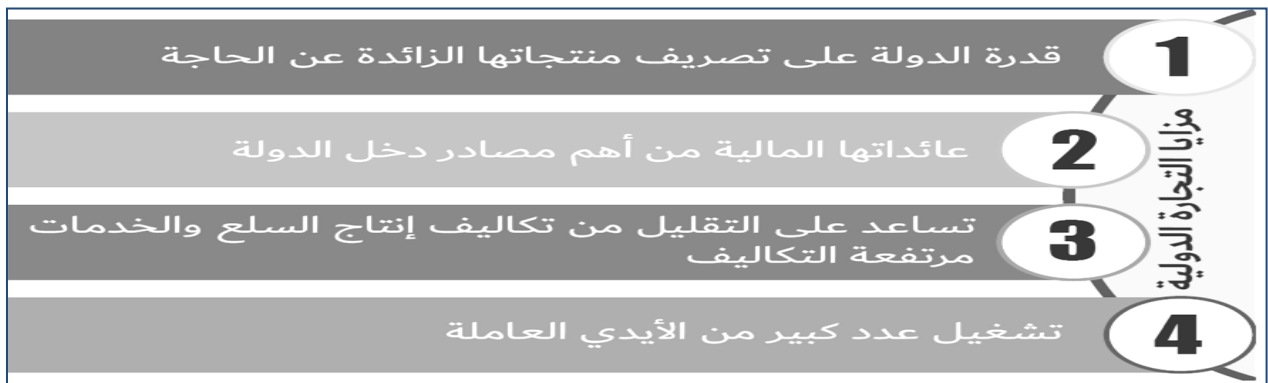 مزايا التجارة الدولية
1
قدرة الدولة على تصريف منتجاتها الزائدة عن الحاجة
2
عائداتها المالية من أهم مصادر دخل الدولة
3
تساعد على التقليل من تكاليف إنتاج السلع والخدمات
مرتفعة التكاليف
4
تشغيل عدد كبير من الأيدي العاملة